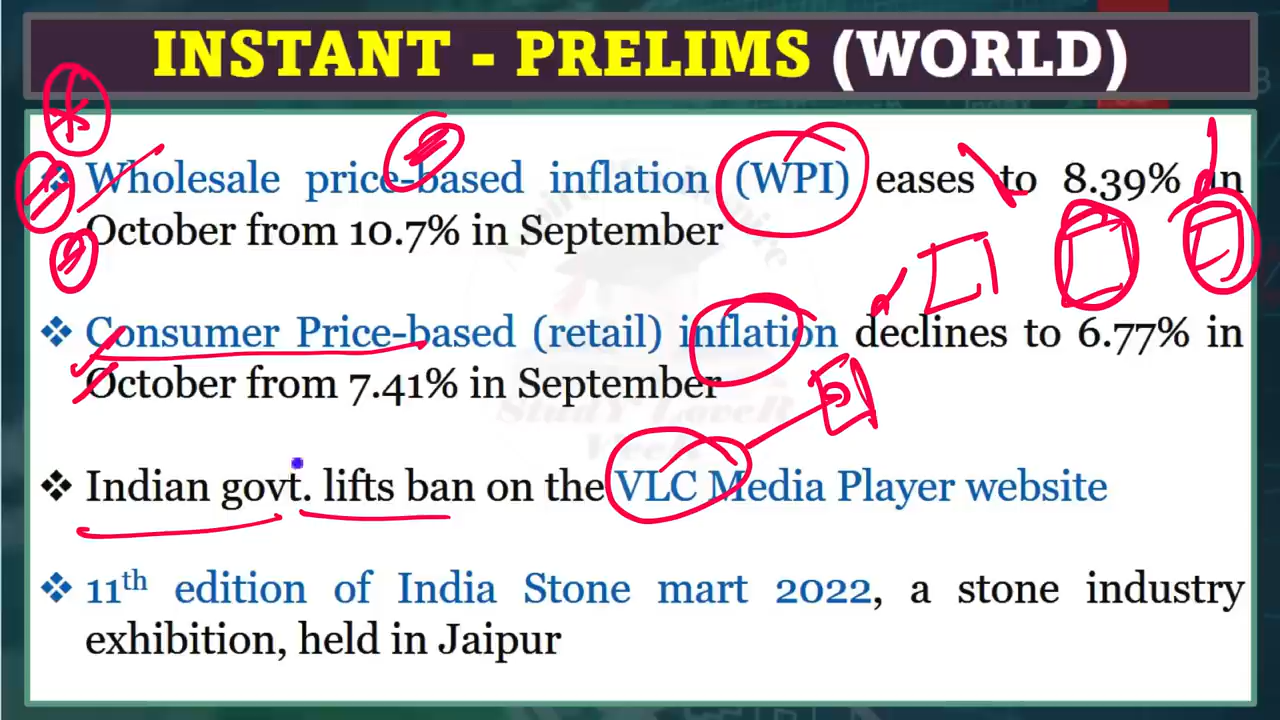 INSTANT - PRELIMS (WORLD)
❖ Wholesale price-based inflation (WPI) eases to 8.39% in
October from 10.7% in September
❖ Consumer Price-based (retail) inflation declines to 6.77% in
October from 7.41% in September
❖ Indian govt. lifts ban on the VLC Media Player website
❖ 11th edition of India Stone mart 2022, a stone industry
exhibition, held in Jaipur